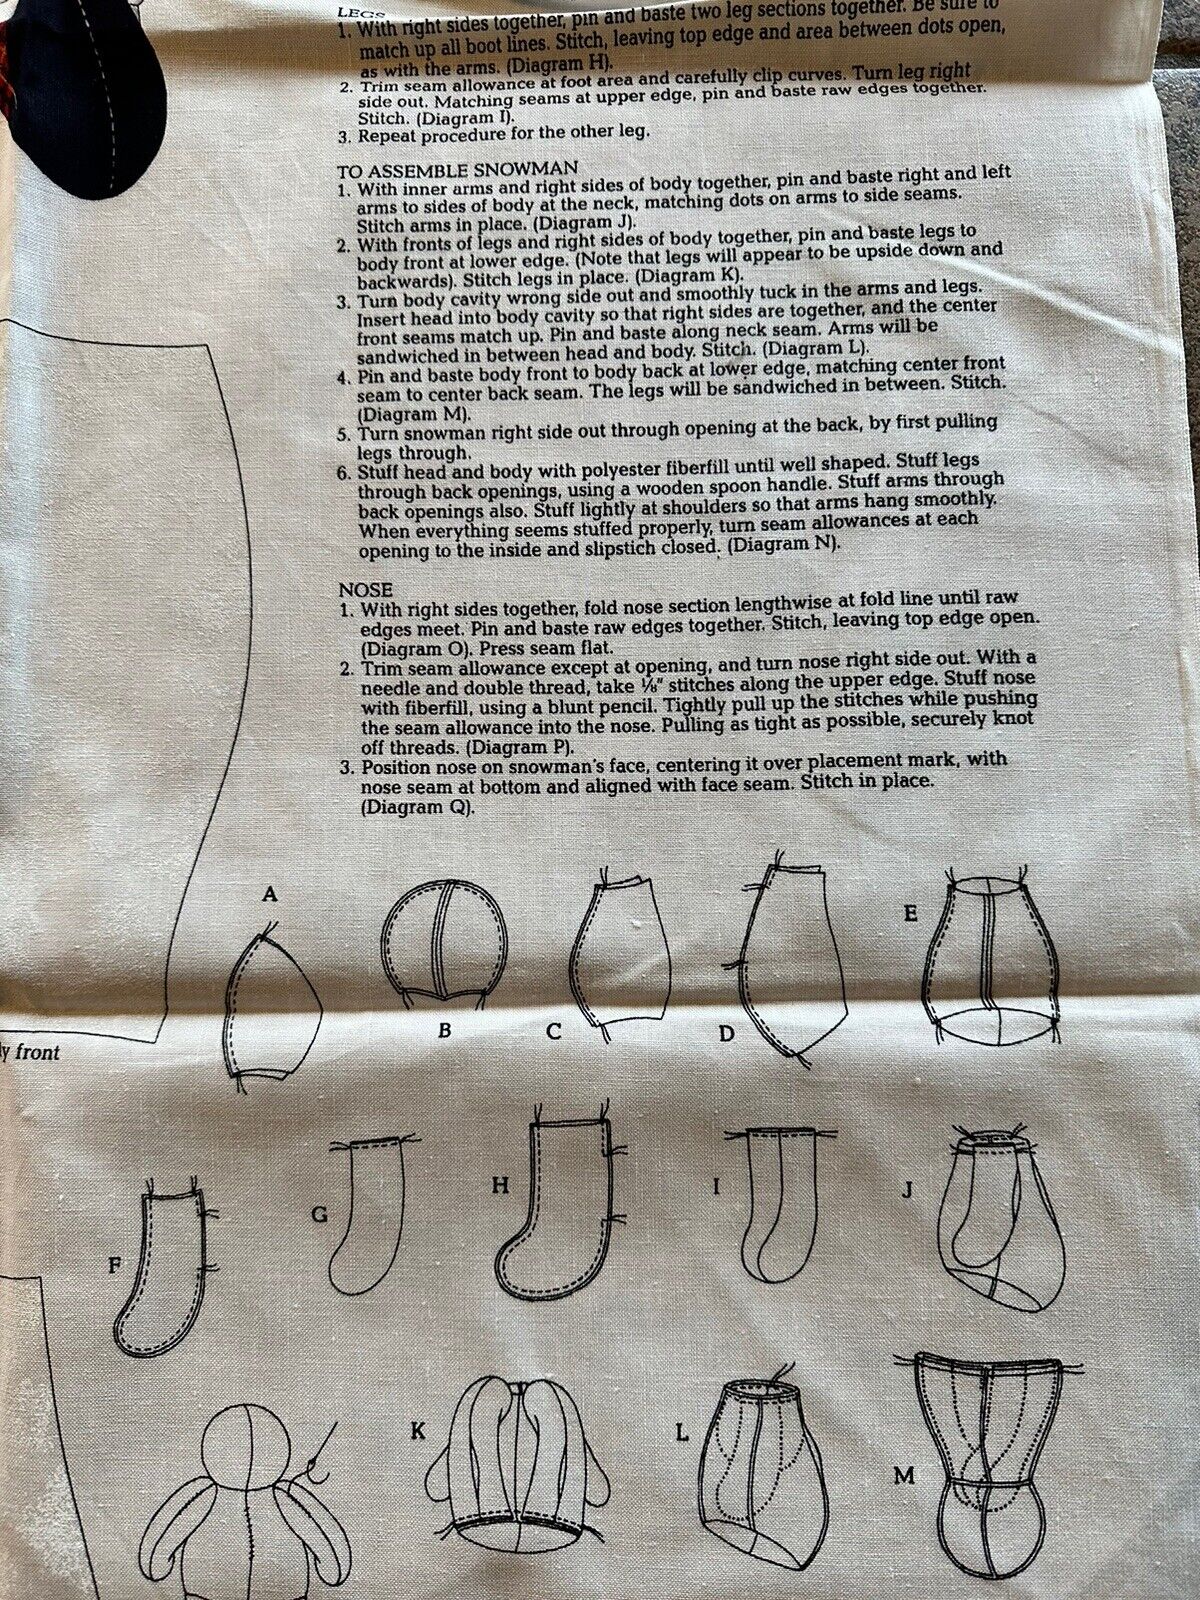 LEGS
1. With right sides together, pin and baste two leg sections together. Be sure to
match up all boot lines. Stitch, leaving top edge and area between dots open,
as with the arms. (Diagram H).
2. Trim seam allowance at foot area and carefully clip curves. Turn leg right
side out. Matching seams at upper edge, pin and baste raw edges together.
Stitch. (Diagram I).
3. Repeat procedure for the other leg.
TO ASSEMBLE SNOWMAN
1. With inner arms and right sides of body together, pin and baste right and left
arms to sides of body at the neck, matching dots on arms to side seams.
Stitch arms in place. (Diagram J).
2. With fronts of legs and right sides of body together, pin and baste legs to
body front at lower edge. (Note that legs will appear to be upside down and
backwards). Stitch legs in place. (Diagram K).
3. Turn body cavity wrong side out and smoothly tuck in the arms and legs.
Insert head into body cavity so that right sides are together, and the center
front seams match up. Pin and baste along neck seam. Arms will be
sandwiched in between head and body. Stitch. (Diagram L).
4. Pin and baste body front to body back at lower edge, matching center front
seam to center back seam. The legs will be sandwiched in between. Stitch.
(Diagram M).
5. Turn snowman right side out through opening at the back, by first pulling
legs through.
6. Stuff head and body with polyester fiberfill until well shaped. Stuff legs
through back openings, using a wooden spoon handle. Stuff arms through
back openings also. Stuff lightly at shoulders so that arms hang smoothly.
When everything seems stuffed properly, turn seam allowances at each
opening to the inside and slipstich closed. (Diagram N).
NOSE
1. With right sides together, fold nose section lengthwise at fold line until raw
edges meet. Pin and baste raw edges together. Stitch, leaving top edge open.
(Diagram O). Press seam flat.
2. Trim seam allowance except at opening, and turn nose right side out. With a
needle and double thread, take ⅛" stitches along the upper edge. Stuff nose
with fiberfill, using a blunt pencil. Tightly pull up the stitches while pushing
the seam allowance into the nose. Pulling as tight as possible, securely knot
off threads. (Diagram P).
3. Position nose on snowman's face, centering it over placement mark, with
nose seam at bottom and aligned with face seam. Stitch in place.
(Diagram Q).
A
B
C
D
E
y front
F
G
H
I
J
K
L
M